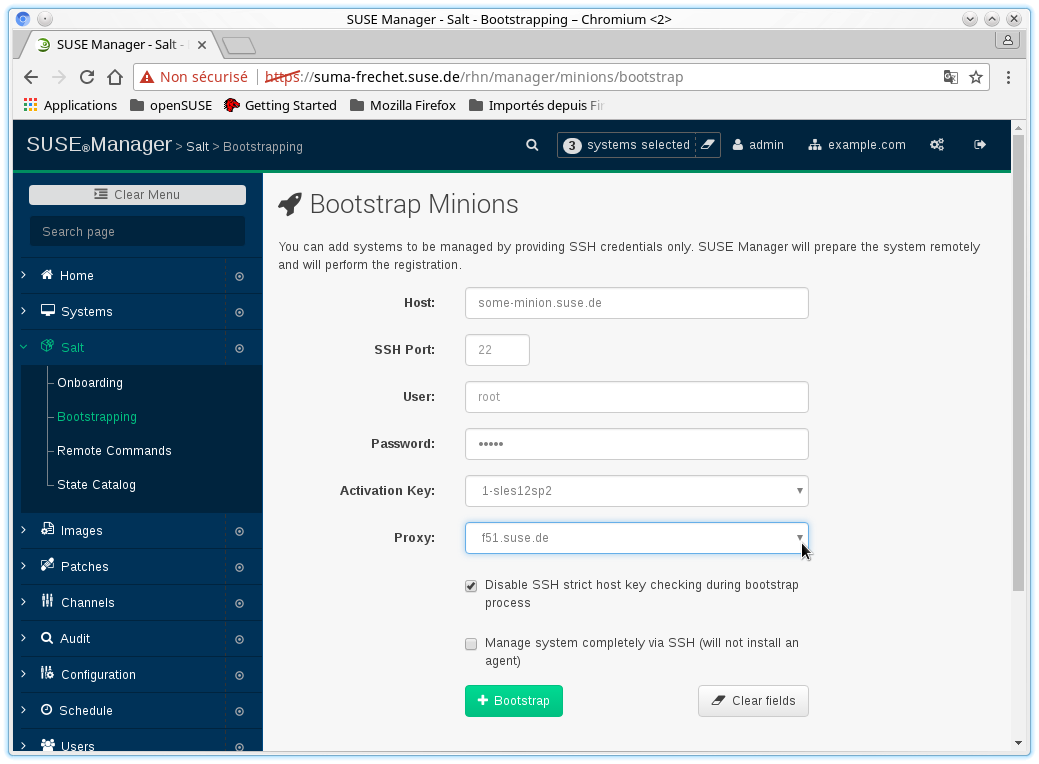 SUSE Manager - Salt - Bootstrapping – Chromium <2>
SUSE Manager - Salt -
Non sécurisé https://suma-frechet.suse.de/rhn/manager/minions/bootstrap
Applications openSUSE Getting Started Mozilla Firefox Importés depuis Fir
SUSE®Manager > Salt > Bootstrapping 3 systems selected admin example.com
Clear Menu
Search page
Home
Systems
Salt
Onboarding
Bootstrapping
Remote Commands
State Catalog
Images
Patches
Channels
Audit
Configuration
Schedule
Users
Bootstrap Minions
You can add systems to be managed by providing SSH credentials only. SUSE Manager will prepare the system remotely
and will perform the registration.
Host: some-minion.suse.de
SSH Port: 22
User: root
Password: •••••
Activation Key: 1-sles12sp2
Proxy: f51.suse.de
Disable SSH strict host key checking during bootstrap
process
Manage system completely via SSH (will not install an
agent)
Bootstrap Clear fields